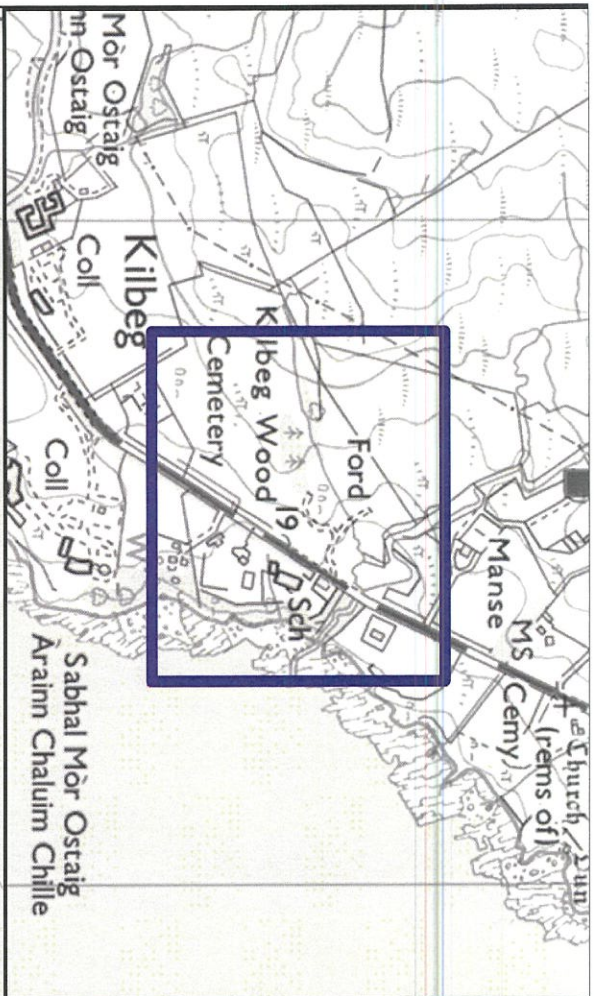 Mòr Ostaig
nn Ostaig
Coll
Kilbeg
Coll
Kilbeg Wood
Cemetery
Ford
19
Sch
Manse
MS
Cemy
Church
(rems of)
Dun
W
Sabhal Mòr Ostaig
Àrainn Chaluim Chille